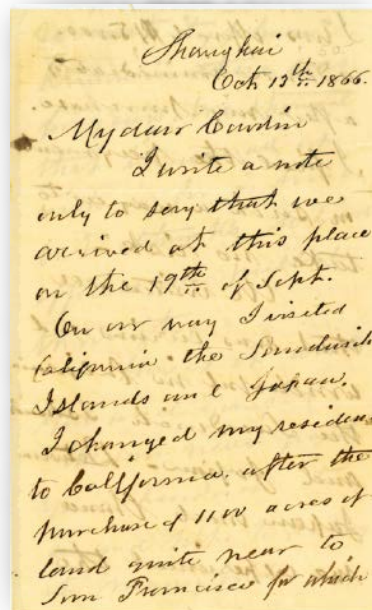 Shanghai
Oct 13th. 1866.
My dear Cowdin
I write a note
only to say that we
arrived at this place
on the 19th of Sept.
On our way I visited
California the Sandwich
Islands and Japan.
I changed my residence
to California, after the
purchase of 1100 acres of
land quite near to
San Francisco for which